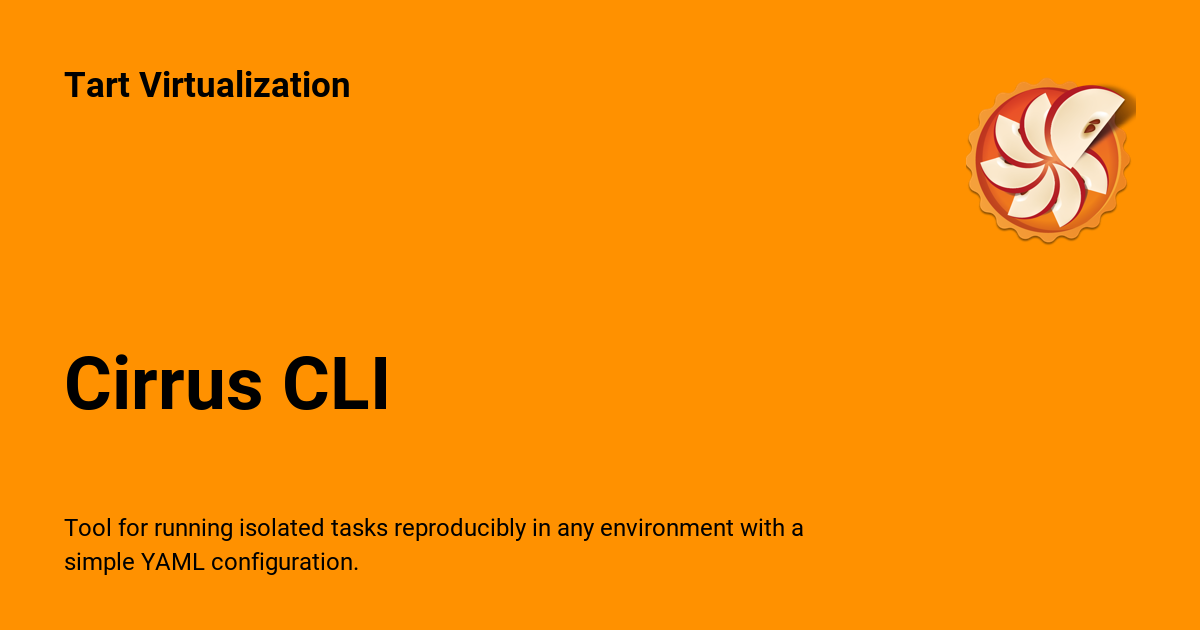 Tart Virtualization
Cirrus CLI
Tool for running isolated tasks reproducibly in any environment with a
simple YAML configuration.